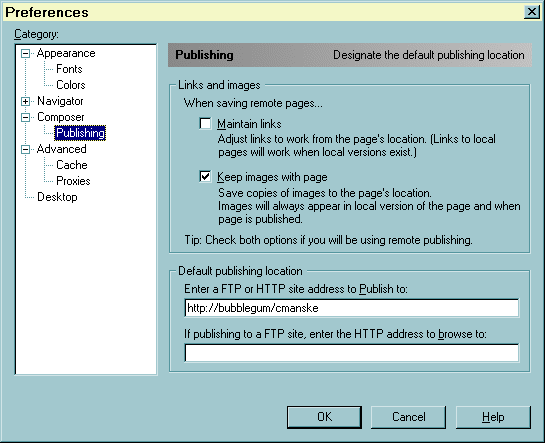 Preferences
Category:
Appearance
Fonts
Colors
Navigator
Composer
Publishing
Advanced
Cache
Proxies
Desktop
Publishing Designate the default publishing location
Links and images
When saving remote pages...
Maintain links
Adjust links to work from the page's location. (Links to local
pages will work when local versions exist.)
Keep images with page
Save copies of images to the page's location.
Images will always appear in local version of the page and when
page is published.
Tip: Check both options if you will be using remote publishing.
Default publishing location
Enter a FTP or HTTP site address to Publish to:
http://bubblegum/cmanske
If publishing to a FTP site, enter the HTTP address to browse to:
OK Cancel Help